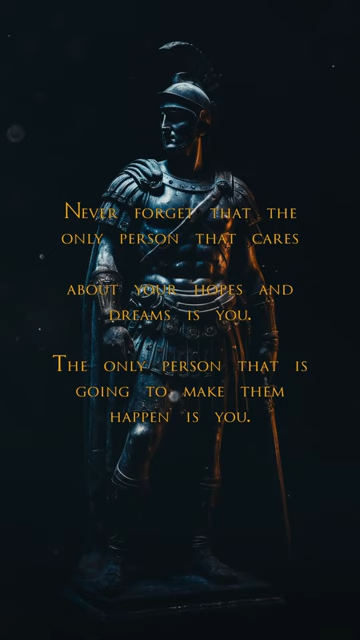 Never forget that the
only person that cares
about your hopes and
dreams is you.
The only person that is
going to make them
happen is you.